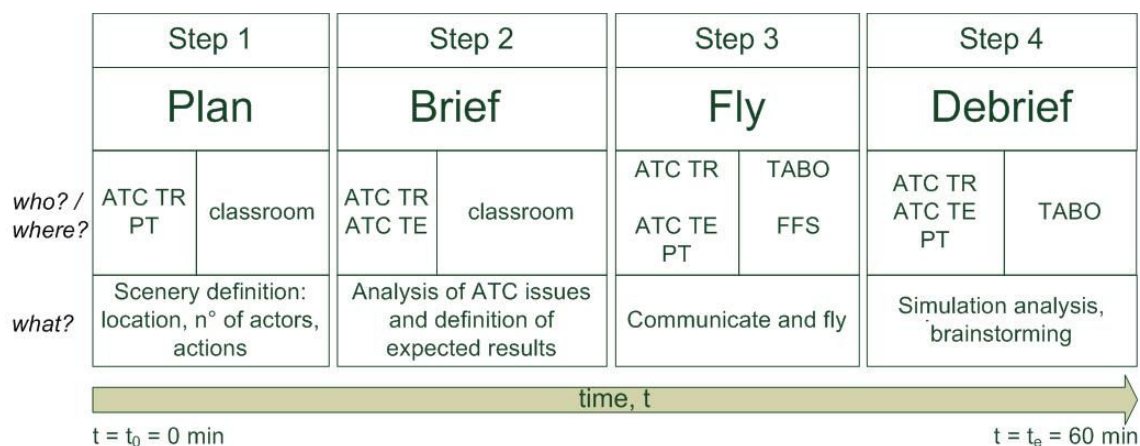 Step 1
Step 2
Step 3
Step 4
Plan
Brief
Fly
Debrief
who? /
where?
ATC TR
PT
classroom
ATC TR
ATC TE
classroom
ATC TR
ATC TE
PT
TABO
FFS
ATC TR
ATC TE
PT
TABO
what?
Scenery definition:
location, n° of actors,
actions
Analysis of ATC issues
and definition of
expected results
Communicate and fly
Simulation analysis,
brainstorming
time, t
t = t₀ = 0 min
t = tₑ = 60 min